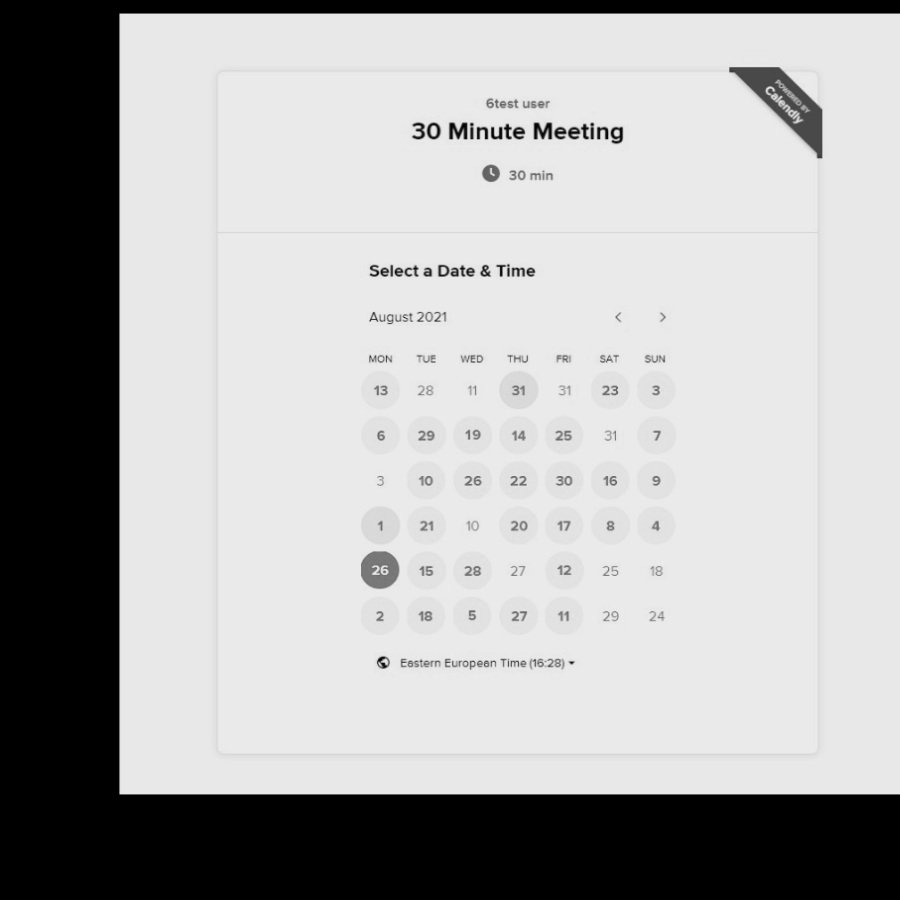 POWERED BY
Calendly
6test user
30 Minute Meeting
30 min
Select a Date & Time
August 2021
MON TUE WED THU FRI SAT SUN
13 28 11 31 31 23 3
6 29 19 14 25 31 7
3 10 26 22 30 16 9
1 21 10 20 17 8 4
26 15 28 27 12 25 18
2 18 5 27 11 29 24
Eastern European Time (16:28)